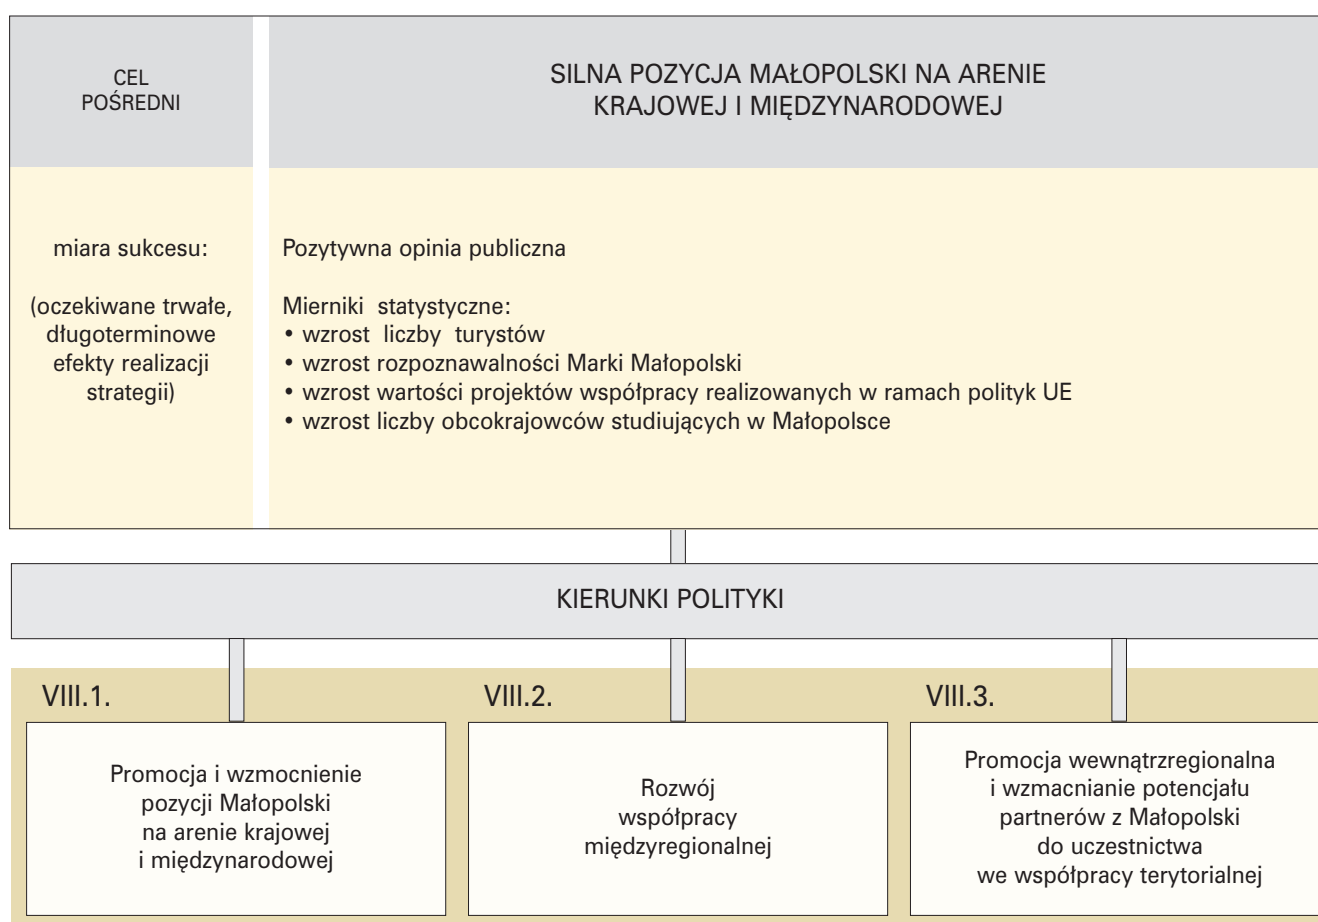 CEL
POŚREDNI
SILNA POZYCJA MAŁOPOLSKI NA ARENIE
KRAJOWEJ I MIĘDZYNARODOWEJ
miara sukcesu:
(oczekiwane trwałe,
długoterminowe
efekty realizacji
strategii)
Pozytywna opinia publiczna
Mierniki statystyczne:
• wzrost liczby turystów
• wzrost rozpoznawalności Marki Małopolski
• wzrost wartości projektów współpracy realizowanych w ramach polityk UE
• wzrost liczby obcokrajowców studiujących w Małopolsce
KIERUNKI POLITYKI
VIII.1.
Promocja i wzmocnienie
pozycji Małopolski
na arenie krajowej
i międzynarodowej
VIII.2.
Rozwój
współpracy
międzyregionalnej
VIII.3.
Promocja wewnątrzregionalna
i wzmacnianie potencjału
partnerów z Małopolski
do uczestnictwa
we współpracy terytorialnej